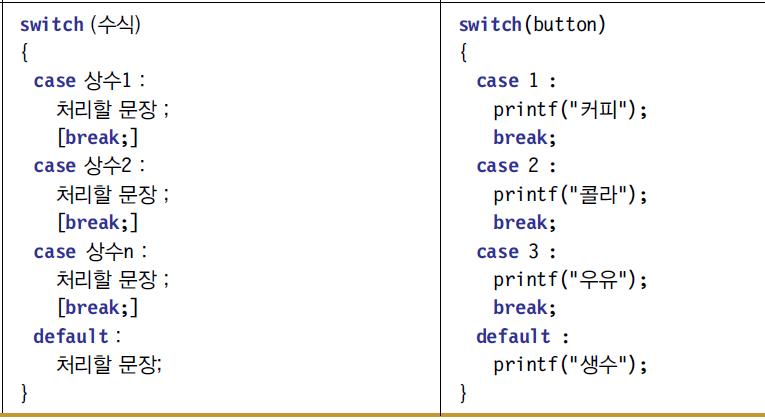 switch (수식)
{
case 상수1 :
처리할 문장 ;
[break;]
case 상수2 :
처리할 문장 ;
[break;]
case 상수n :
처리할 문장 ;
[break;]
default :
처리할 문장;
}
switch(button)
{
case 1 :
printf("커피");
break;
case 2 :
printf("콜라");
break;
case 3 :
printf("우유");
break;
default :
printf("생수");
}